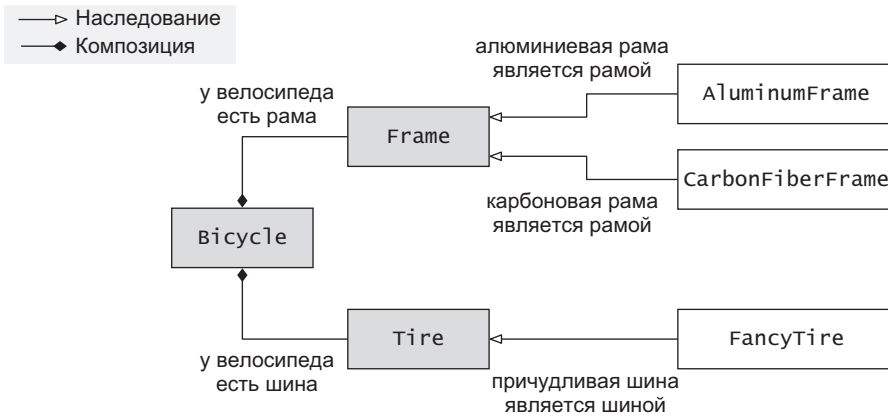 Наследование
Композиция
алюминиевая рама
является рамой
у велосипеда
есть рама
Frame
AluminumFrame
CarbonFiberFrame
карбоновая рама
является рамой
Bicycle
Tire
FancyTire
у велосипеда
есть шина
причудливая шина
является шиной